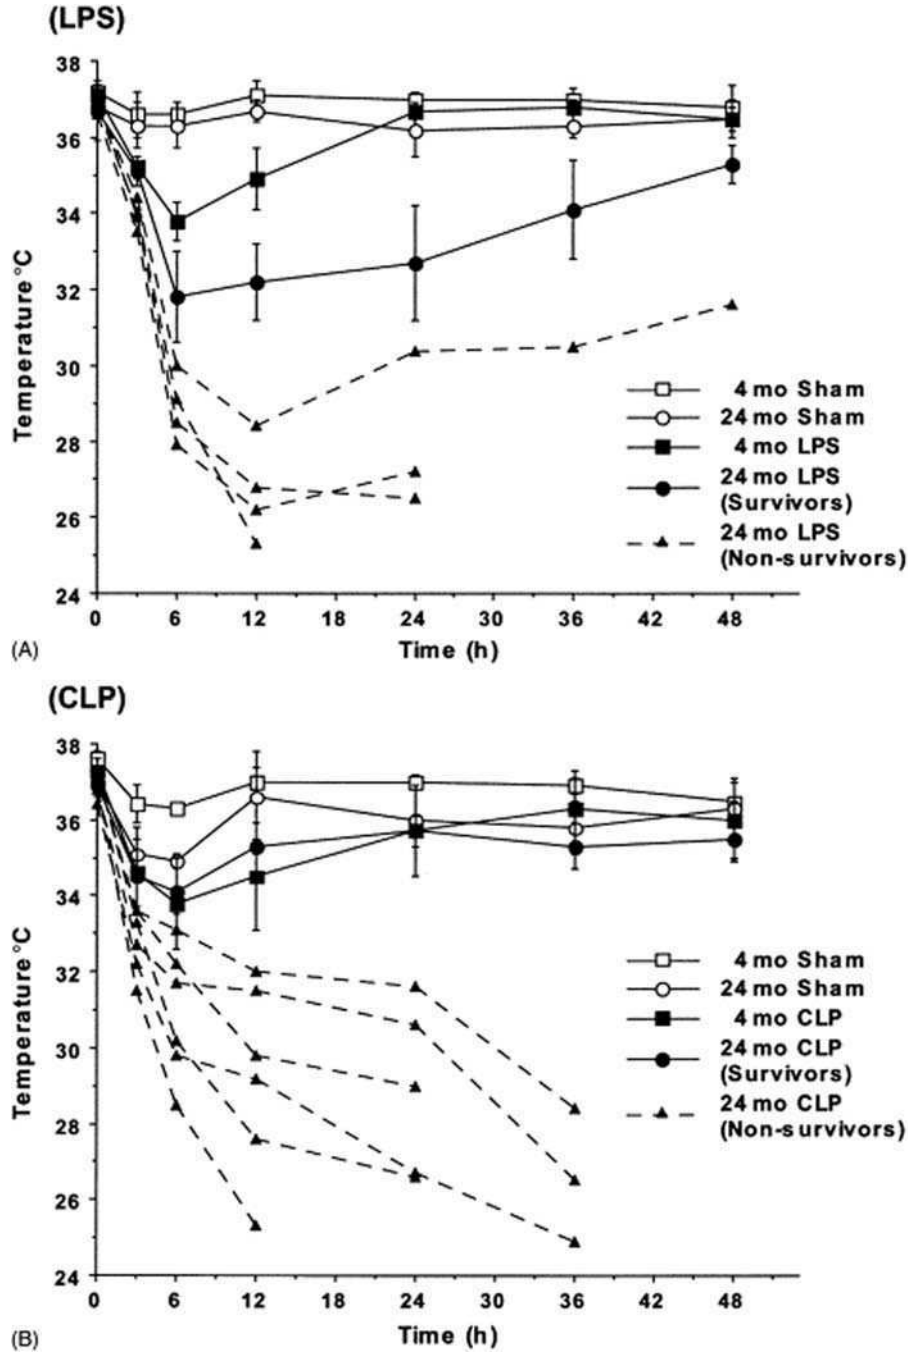 (LPS)
38
36
34
32
30
28
26
24
Temperature °C
0 6 12 18 24 30 36 42 48
Time (h)
4 mo Sham
24 mo Sham
4 mo LPS
24 mo LPS
(Survivors)
24 mo LPS
(Non-survivors)
(A)
(CLP)
38
36
34
32
30
28
26
24
Temperature °C
0 6 12 18 24 30 36 42 48
Time (h)
4 mo Sham
24 mo Sham
4 mo CLP
24 mo CLP
(Survivors)
24 mo CLP
(Non-survivors)
(B)